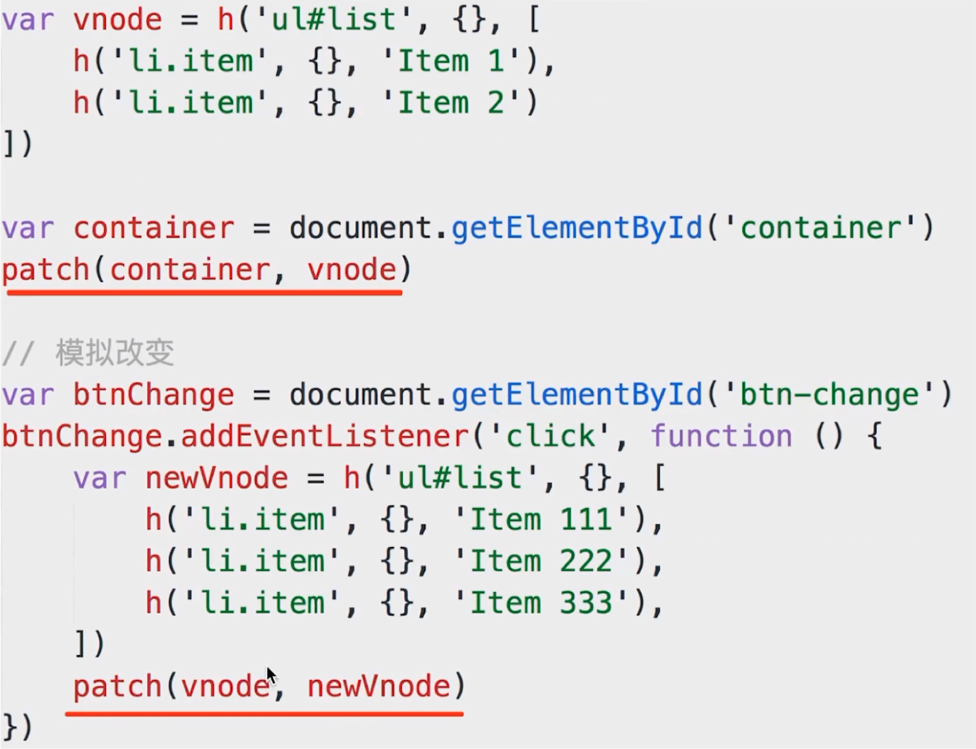 var vnode = h('ul#list', {}, [
    h('li.item', {}, 'Item 1'),
    h('li.item', {}, 'Item 2')
])
var container = document.getElementById('container')
patch(container, vnode)
// 模拟改变
var btnChange = document.getElementById('btn-change')
btnChange.addEventListener('click', function () {
    var newVnode = h('ul#list', {}, [
        h('li.item', {}, 'Item 111'),
        h('li.item', {}, 'Item 222'),
        h('li.item', {}, 'Item 333'),
    ])
    patch(vnode, newVnode)
})